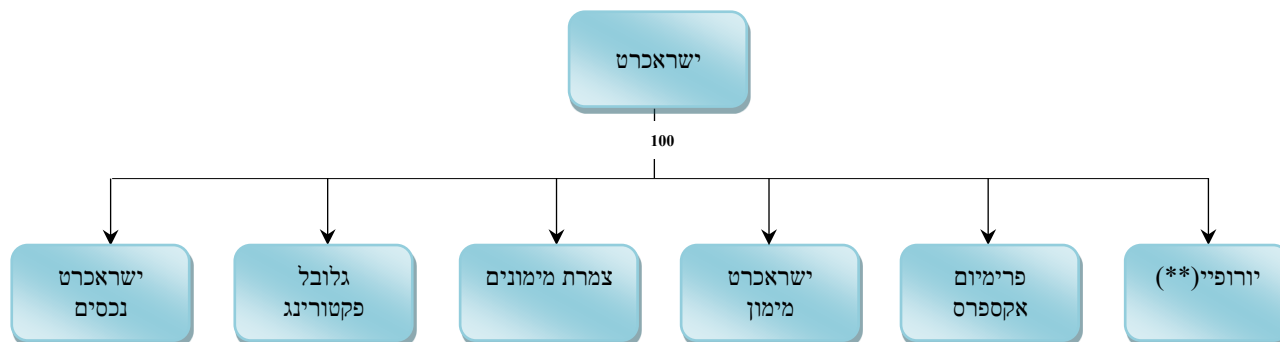 ישראכרט
100
יורופיי(**)
פרימיום
אקספרס
ישראכרט
מימון
צמרת מימונים
גלובל
פקטורינג
ישראכרט
נכסים